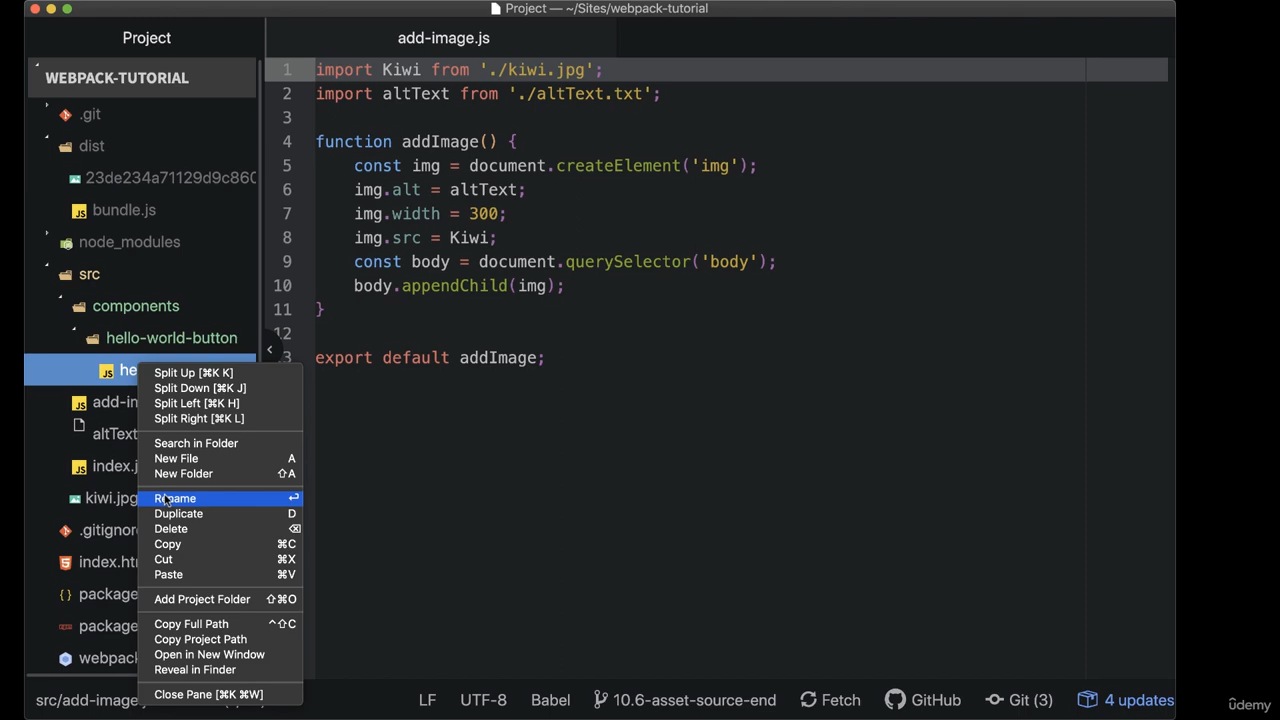 Project — ~/Sites/webpack-tutorial
Project
add-image.js
WEBPACK-TUTORIAL
.git
dist
23de234a71129d9c860
bundle.js
node_modules
src
components
hello-world-button
he
add-in
altText
index.j
kiwi.jpg
.gitignor
index.ht
package
package
webpack
1 import Kiwi from './kiwi.jpg';
2 import altText from './altText.txt';
3
4 function addImage() {
5 const img = document.createElement('img');
6 img.alt = altText;
7 img.width = 300;
8 img.src = Kiwi;
9 const body = document.querySelector('body');
10 body.appendChild(img);
11 }
12
3 export default addImage;
Split Up [⌘K K]
Split Down [⌘K J]
Split Left [⌘K H]
Split Right [⌘K L]
Search in Folder
New File A
New Folder ⇧A
Rename ↩
Duplicate D
Delete ⌫
Copy ⌘C
Cut ⌘X
Paste ⌘V
Add Project Folder ⇧⌘O
Copy Full Path ^⇧C
Copy Project Path
Open in New Window
Reveal in Finder
Close Pane [⌘K ⌘W]
src/add-image
LF UTF-8 Babel 10.6-asset-source-end Fetch GitHub Git (3) 4 updates
ûdemy